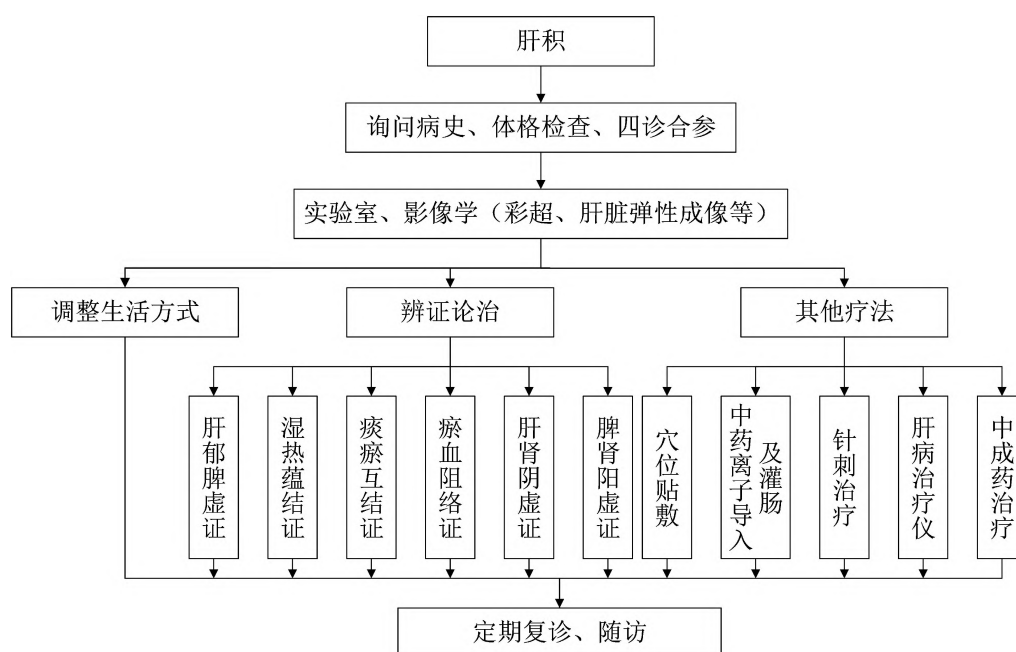 肝积
询问病史、体格检查、四诊合参
实验室、影像学（彩超、肝脏弹性成像等）
调整生活方式
辨证论治
其他疗法
肝郁脾虚证
湿热蕴结证
痰瘀互结证
瘀血阻络证
肝肾阴虚证
脾肾阳虚证
穴位贴敷
中药离子导入
及灌肠
针刺治疗
肝病治疗仪
中成药治疗
定期复诊、随访